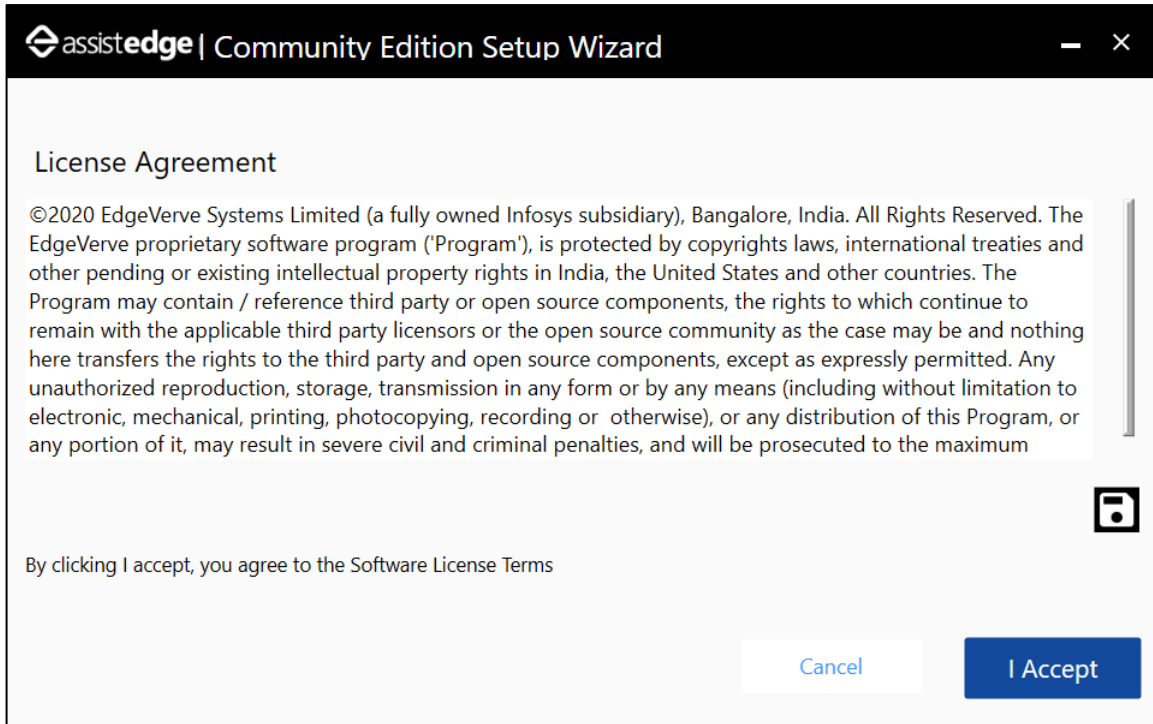 assistedge | Community Edition Setup Wizard
License Agreement
©2020 EdgeVerve Systems Limited (a fully owned Infosys subsidiary), Bangalore, India. All Rights Reserved. The
EdgeVerve proprietary software program ('Program'), is protected by copyrights laws, international treaties and
other pending or existing intellectual property rights in India, the United States and other countries. The
Program may contain / reference third party or open source components, the rights to which continue to
remain with the applicable third party licensors or the open source community as the case may be and nothing
here transfers the rights to the third party and open source components, except as expressly permitted. Any
unauthorized reproduction, storage, transmission in any form or by any means (including without limitation to
electronic, mechanical, printing, photocopying, recording or  otherwise), or any distribution of this Program, or
any portion of it, may result in severe civil and criminal penalties, and will be prosecuted to the maximum
By clicking I accept, you agree to the Software License Terms
Cancel
I Accept